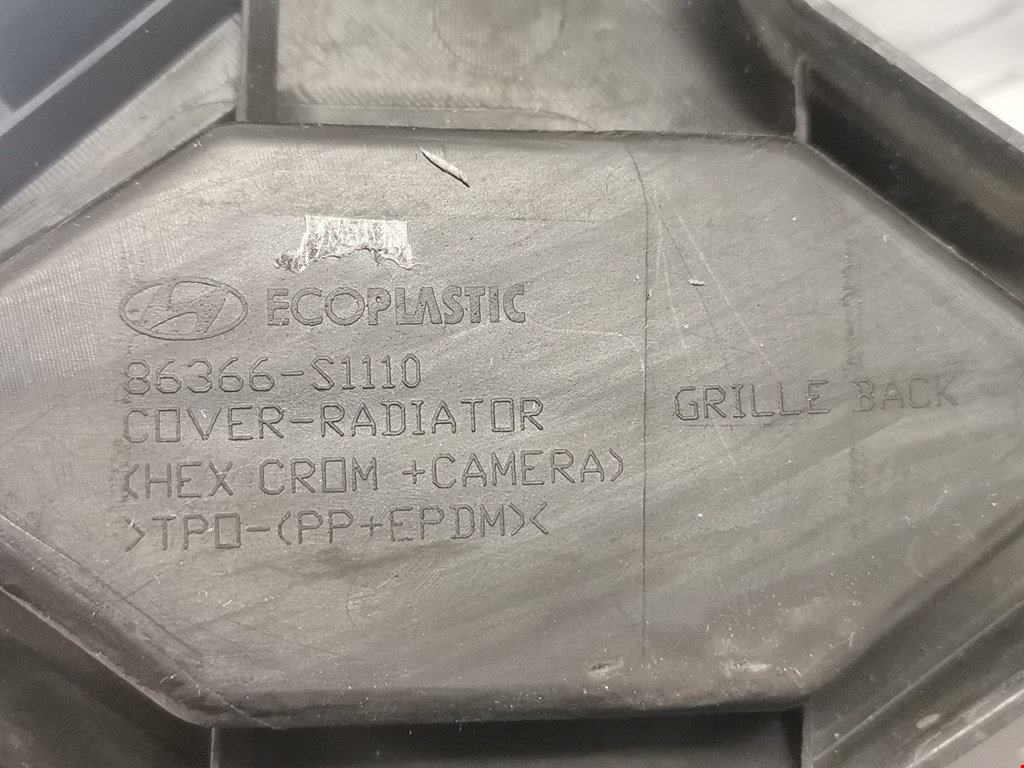 ECOPLASTIC
86366-S1110
COVER-RADIATOR
(HEX CROM +CAMERA)
>TPO-(PP+EPDM)<
GRILLE BACK